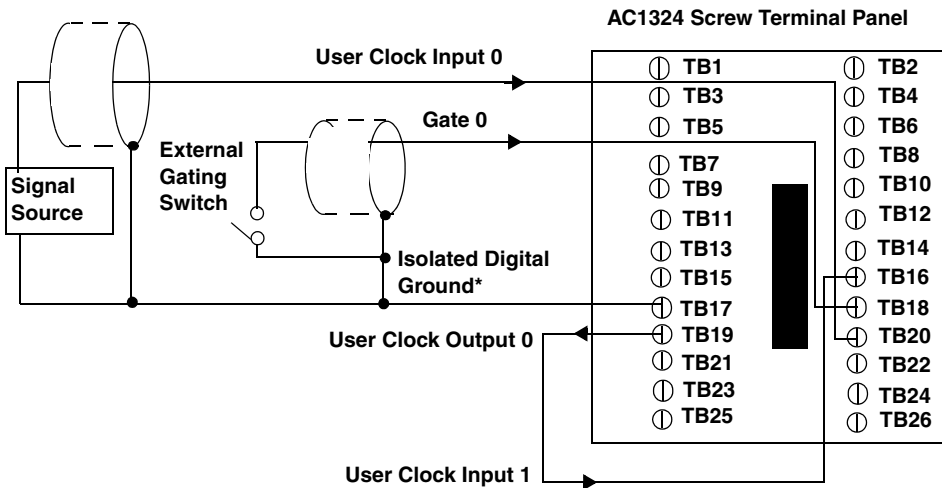 AC1324 Screw Terminal Panel
User Clock Input 0
Gate 0
External
Gating
Switch
Signal
Source
Isolated Digital
Ground*
User Clock Output 0
User Clock Input 1
TB1 TB2
TB3 TB4
TB5 TB6
TB7 TB8
TB9 TB10
TB11 TB12
TB13 TB14
TB15 TB16
TB17 TB18
TB19 TB20
TB21 TB22
TB23 TB24
TB25 TB26